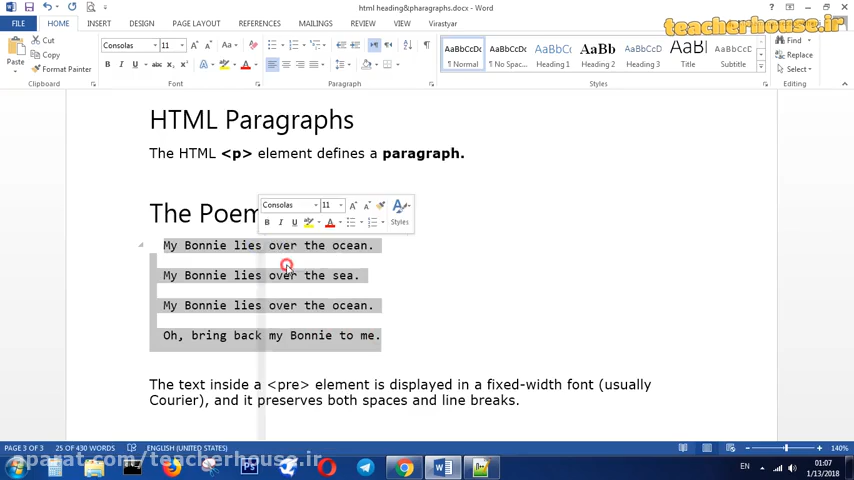 html heading&paragraphs.docx - Word
FILE HOME INSERT DESIGN PAGE LAYOUT REFERENCES MAILINGS REVIEW VIEW Virastyar
teacherhouse.ir
Paste
Cut
Copy
Format Painter
Clipboard
Consolas 11
Font
Paragraph
AaBbCcDc AaBbCcDc AaBbC AaBb AaBbC AaBl AaBbCcD
¶ Normal ¶ No Spac... Heading 1 Heading 2 Heading 3 Title Subtitle
Styles
Find
Replace
Select
Editing
HTML Paragraphs
The HTML <p> element defines a paragraph.
The Poem
Consolas 11
Styles
My Bonnie lies over the ocean.
My Bonnie lies over the sea.
My Bonnie lies over the ocean.
Oh, bring back my Bonnie to me.
The text inside a <pre> element is displayed in a fixed-width font (usually
Courier), and it preserves both spaces and line breaks.
PAGE 3 OF 3 25 OF 430 WORDS ENGLISH (UNITED STATES) 140%
aparat.com/teacherhouse.ir
EN 01:07
1/13/2018